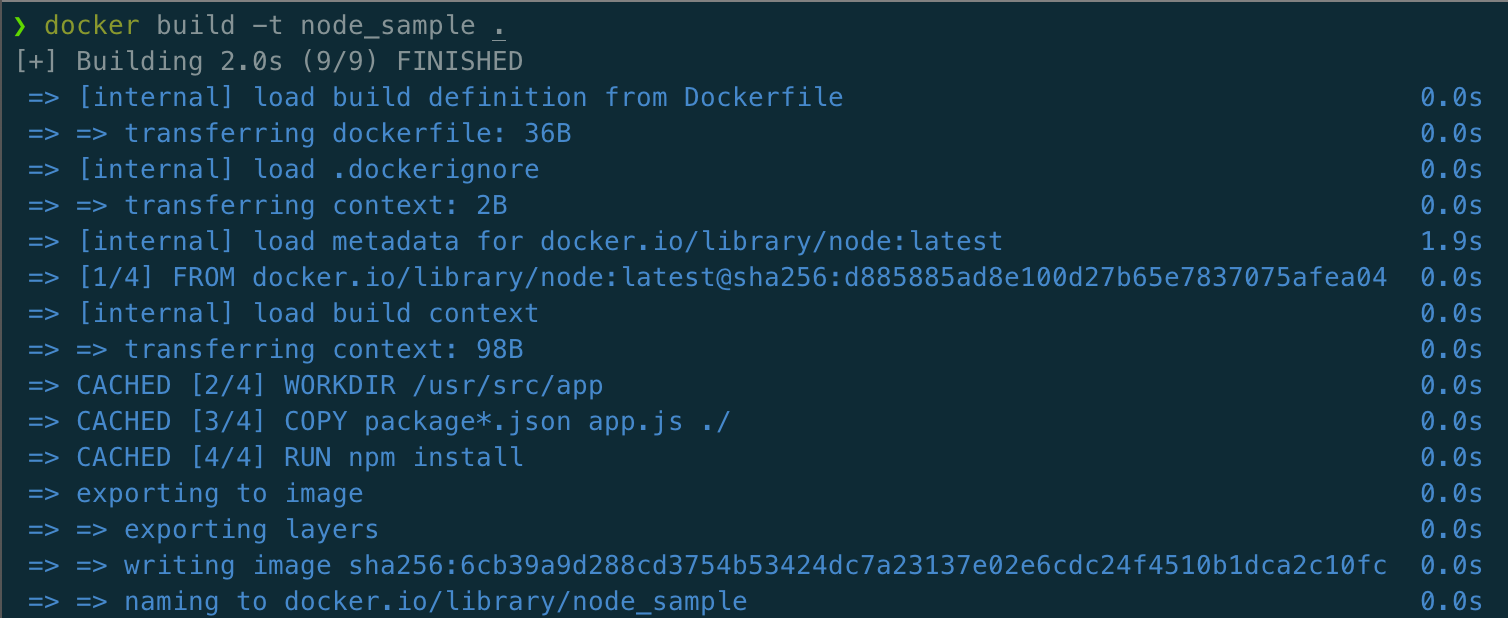 ❯ docker build -t node_sample .
[+] Building 2.0s (9/9) FINISHED
=> [internal] load build definition from Dockerfile 0.0s
=> => transferring dockerfile: 36B 0.0s
=> [internal] load .dockerignore 0.0s
=> => transferring context: 2B 0.0s
=> [internal] load metadata for docker.io/library/node:latest 1.9s
=> [1/4] FROM docker.io/library/node:latest@sha256:d885885ad8e100d27b65e7837075afea04 0.0s
=> [internal] load build context 0.0s
=> => transferring context: 98B 0.0s
=> CACHED [2/4] WORKDIR /usr/src/app 0.0s
=> CACHED [3/4] COPY package*.json app.js ./ 0.0s
=> CACHED [4/4] RUN npm install 0.0s
=> exporting to image 0.0s
=> => exporting layers 0.0s
=> => writing image sha256:6cb39a9d288cd3754b53424dc7a23137e02e6cdc24f4510b1dca2c10fc 0.0s
=> => naming to docker.io/library/node_sample 0.0s